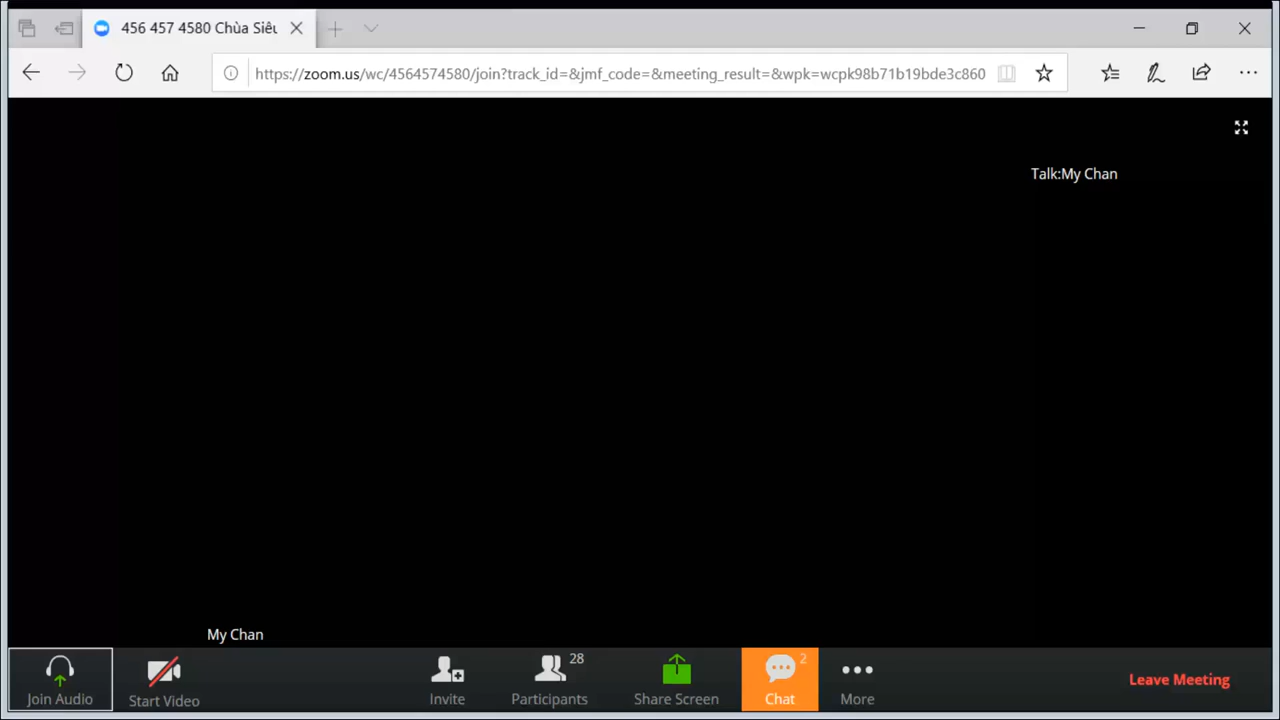 456 457 4580 Chùa Siêu
https://zoom.us/wc/4564574580/join?track_id=&jmf_code=&meeting_result=&wpk=wcpk98b71b19bde3c860
Talk:My Chan
My Chan
Join Audio
Start Video
Invite
28
Participants
Share Screen
2
Chat
More
Leave Meeting